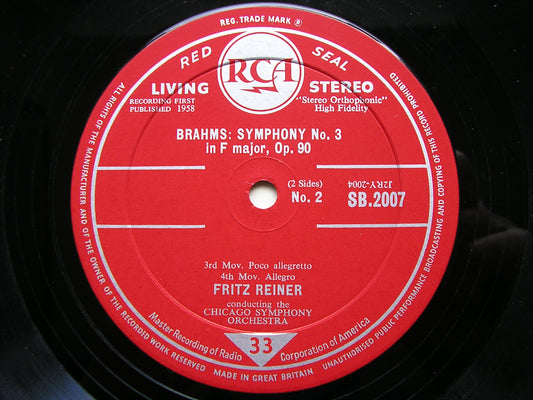 REG. TRADE MARK ®
RED SEAL
RCA
LIVING STEREO
RECORDING FIRST PUBLISHED 1958
"Stereo Orthophonic" High Fidelity
BRAHMS: SYMPHONY No. 3
in F major, Op. 90
(2 Sides) No. 2
J2RY-2004
SB.2007
3rd Mov. Poco allegretto
4th Mov. Allegro
FRITZ REINER
conducting the
CHICAGO SYMPHONY
ORCHESTRA
Master Recording of Radio Corporation of America
33
MADE IN GREAT BRITAIN
ALL RIGHTS OF THE MANUFACTURER AND OF THE OWNER OF THE RECORDED WORK RESERVED
UNAUTHORISED PUBLIC PERFORMANCE BROADCASTING AND COPYING OF THIS RECORD PROHIBITED